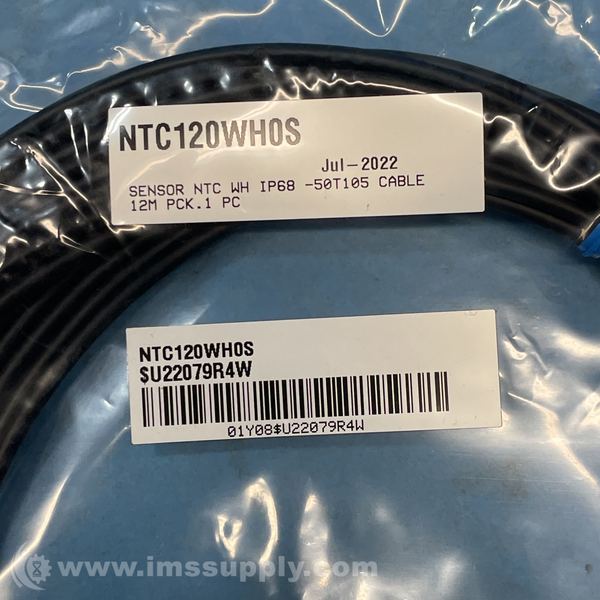 NTC120WH0S
Jul-2022
SENSOR NTC WH IP68 -50T105 CABLE
12M PCK.1 PC
NTC120WH0S
$U22079R4W
01Y08$U22079R4W
www.imssupply.com